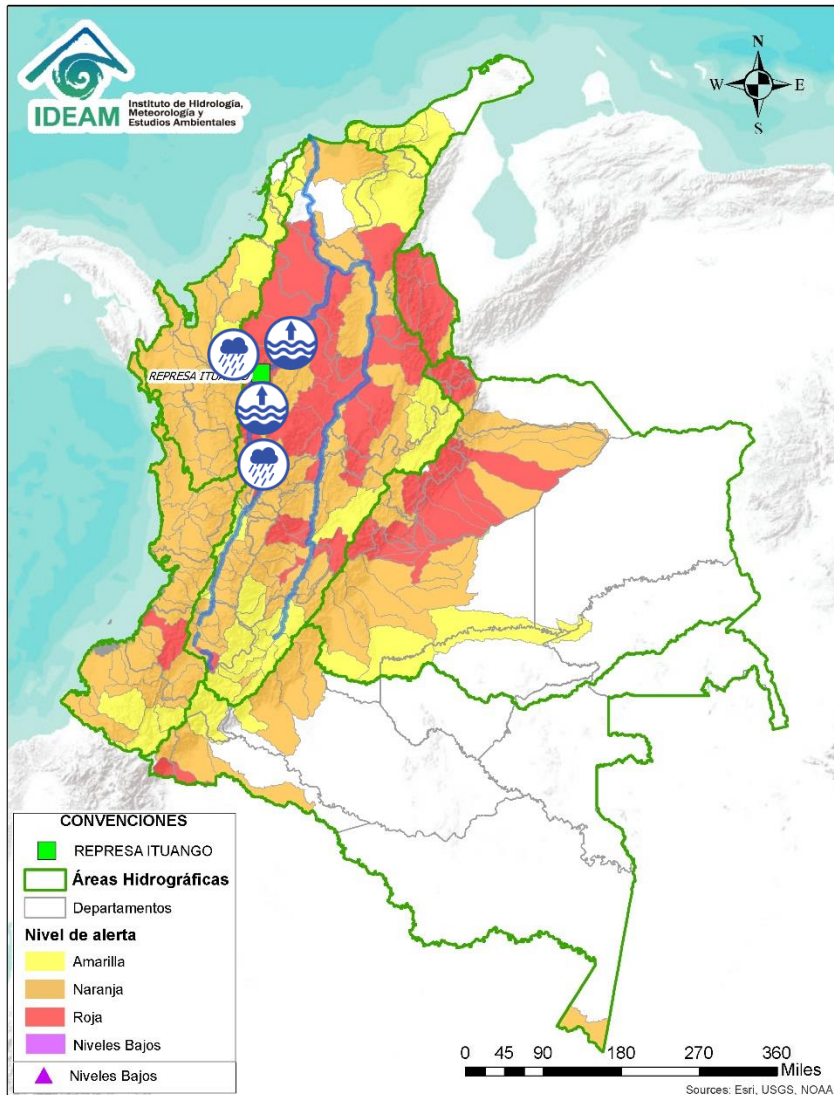 IDEAM
Instituto de Hidrología,
Meteorología y
Estudios Ambientales
N
W E
S
REPRESA ITUANGO
CONVENCIONES
REPRESA ITUANGO
Áreas Hidrográficas
Departamentos
Nivel de alerta
Amarilla
Naranja
Roja
Niveles Bajos
Niveles Bajos
0 45 90 180 270 360
Miles
Sources: Esri, USGS, NOAA